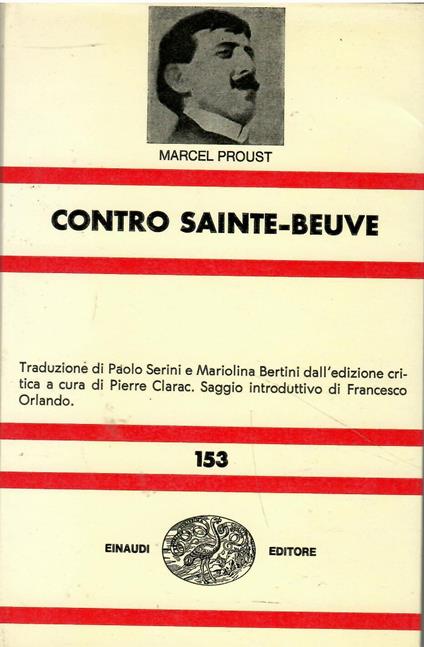 MARCEL PROUST
CONTRO SAINTE-BEUVE
Traduzione di Paolo Serini e Mariolina Bertini dall'edizione cri-
tica a cura di Pierre Clarac. Saggio introduttivo di Francesco
Orlando.
153
EINAUDI EDITORE